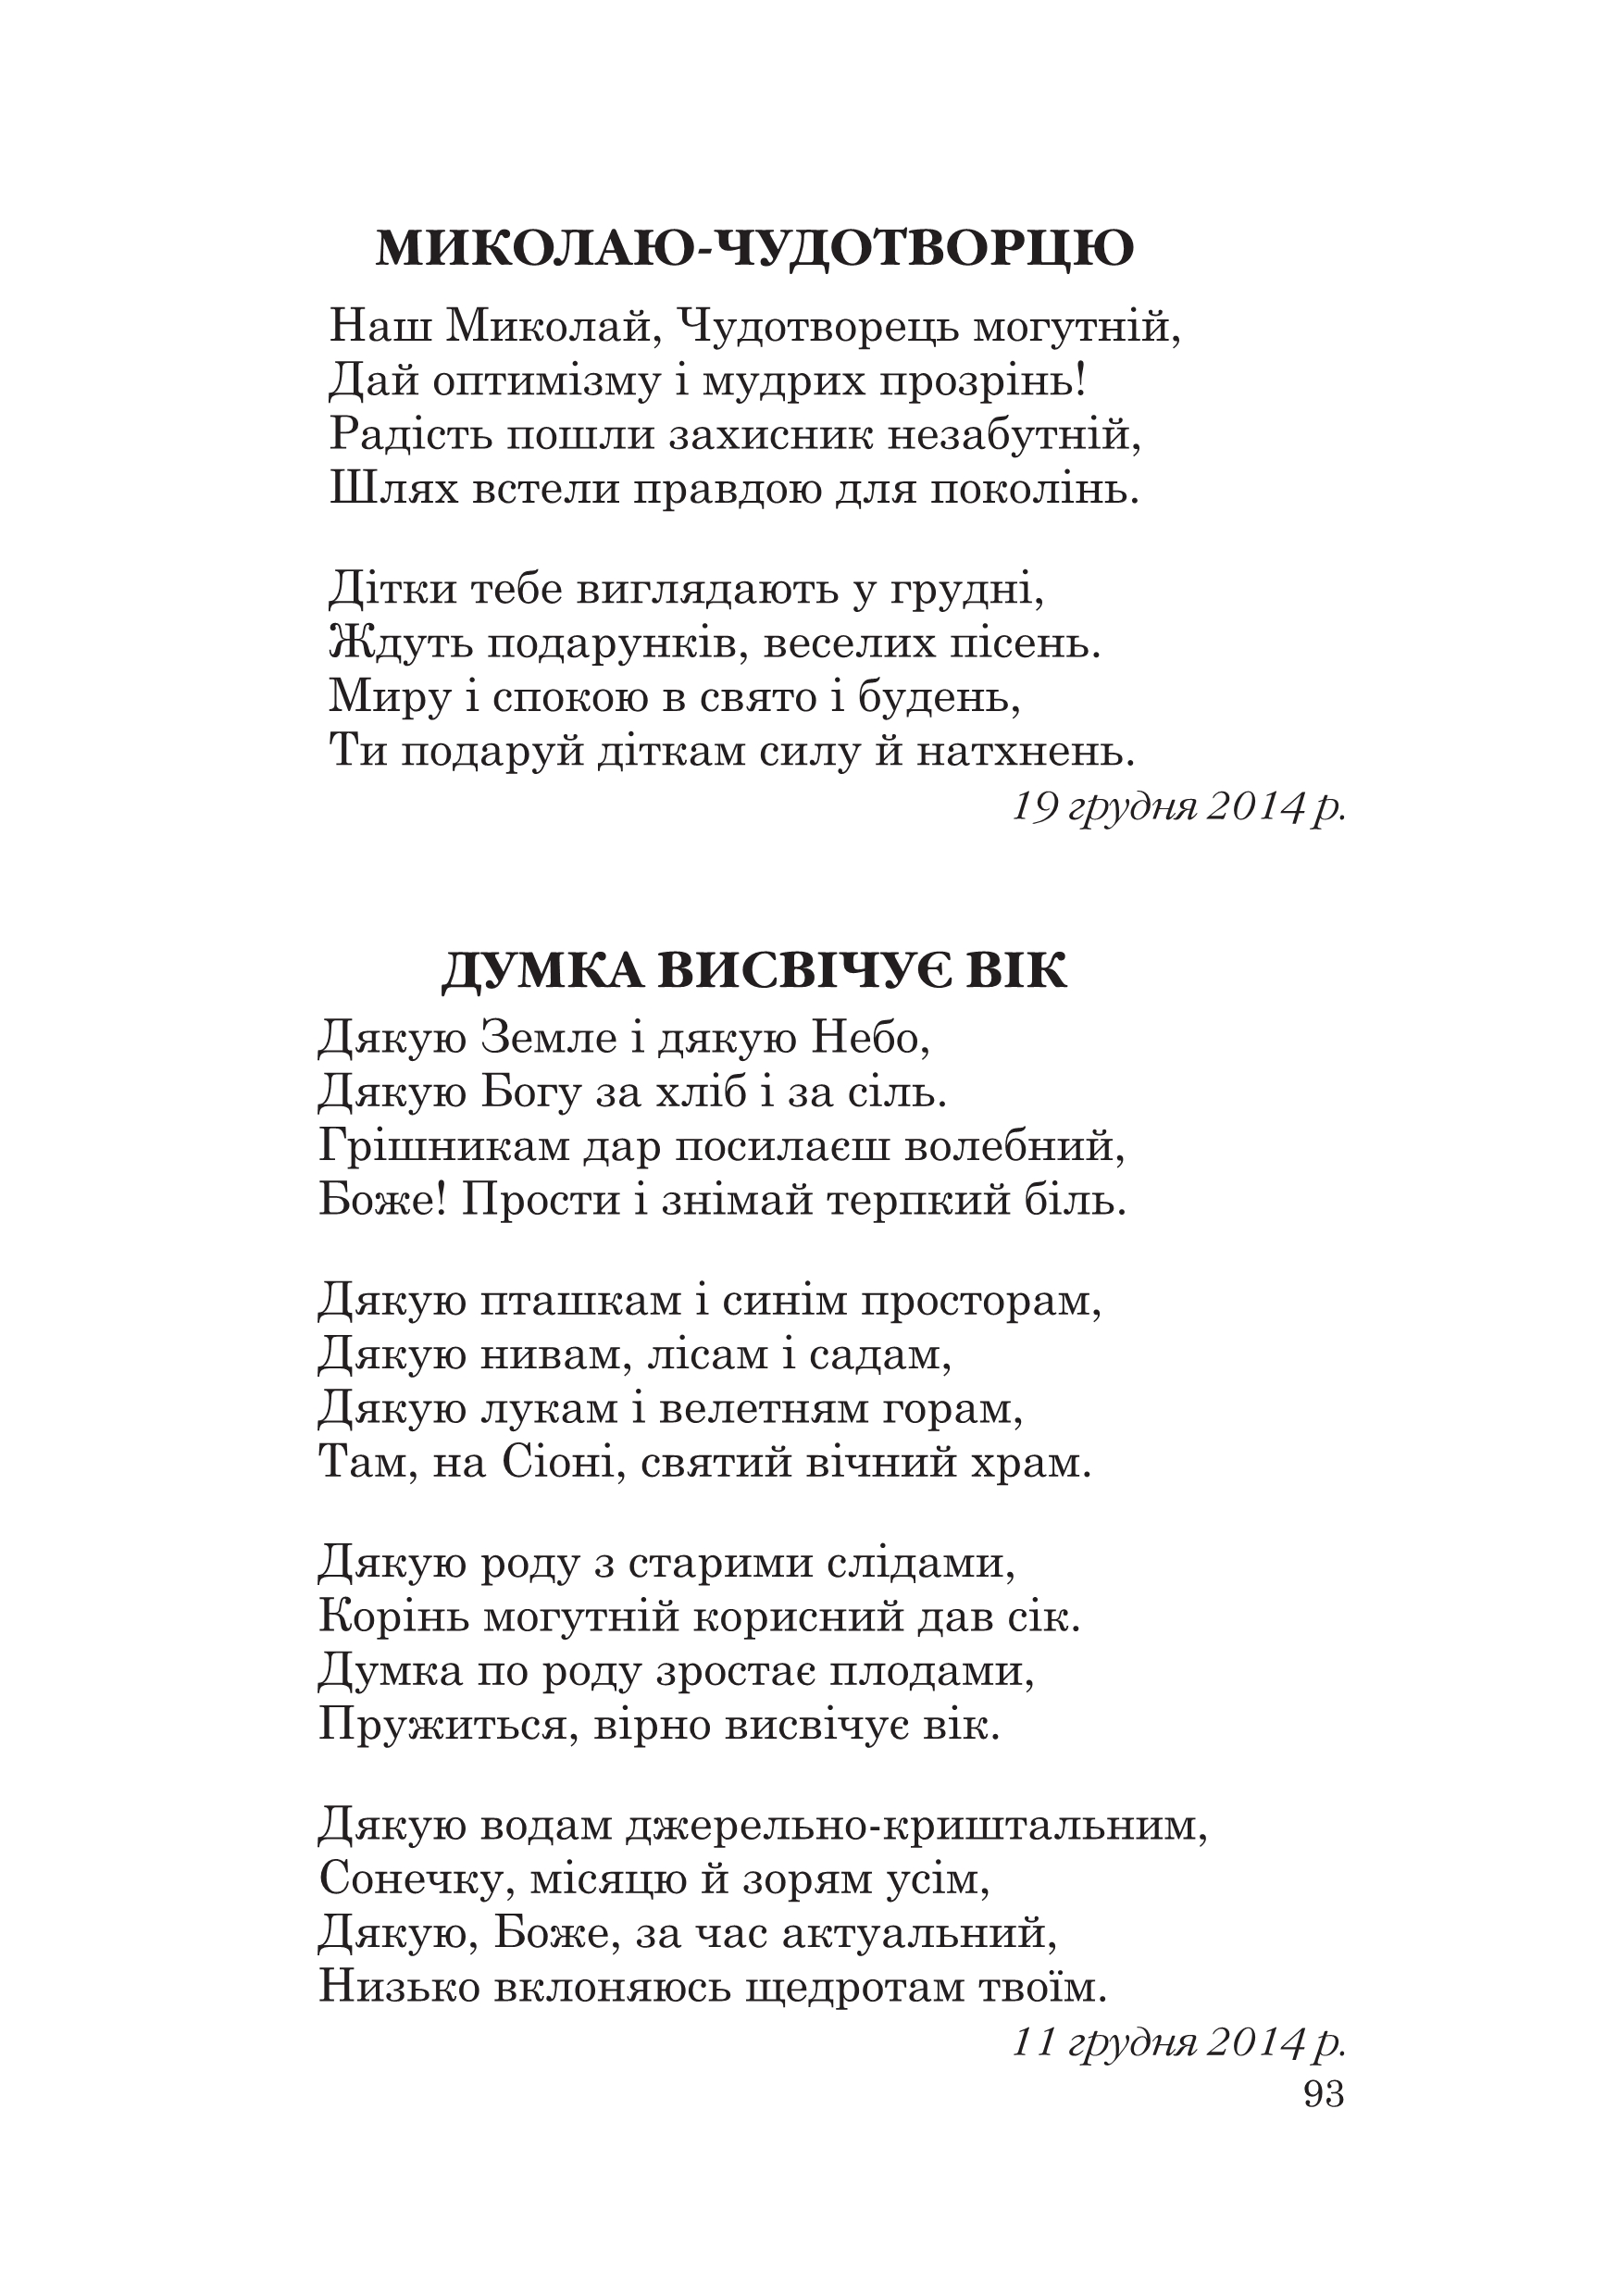 МИКОЛАЮ-ЧУДОТВОРЦЮ
Наш Миколай, Чудотворець могутній,
Дай оптимізму і мудрих прозрінь!
Радість пошли захисник незабутній,
Шлях встели правдою для поколінь.
Дітки тебе виглядають у грудні,
Ждуть подарунків, веселих пісень.
Миру і спокою в свято і будень,
Ти подаруй діткам силу й натхнень.
19 грудня 2014 р.
ДУМКА ВИСВІЧУЄ ВІК
Дякую Земле і дякую Небо,
Дякую Богу за хліб і за сіль.
Грішникам дар посилаєш волебний,
Боже! Прости і знімай терпкий біль.
Дякую пташкам і синім просторам,
Дякую нивам, лісам і садам,
Дякую лукам і велетням горам,
Там, на Сіоні, святий вічний храм.
Дякую роду з старими слідами,
Корінь могутній корисний дав сік.
Думка по роду зростає плодами,
Пружиться, вірно висвічує вік.
Дякую водам джерельно-криштальним,
Сонечку, місяцю й зорям усім,
Дякую, Боже, за час актуальний,
Низько вклоняюсь щедротам твоїм.
11 грудня 2014 р.
93